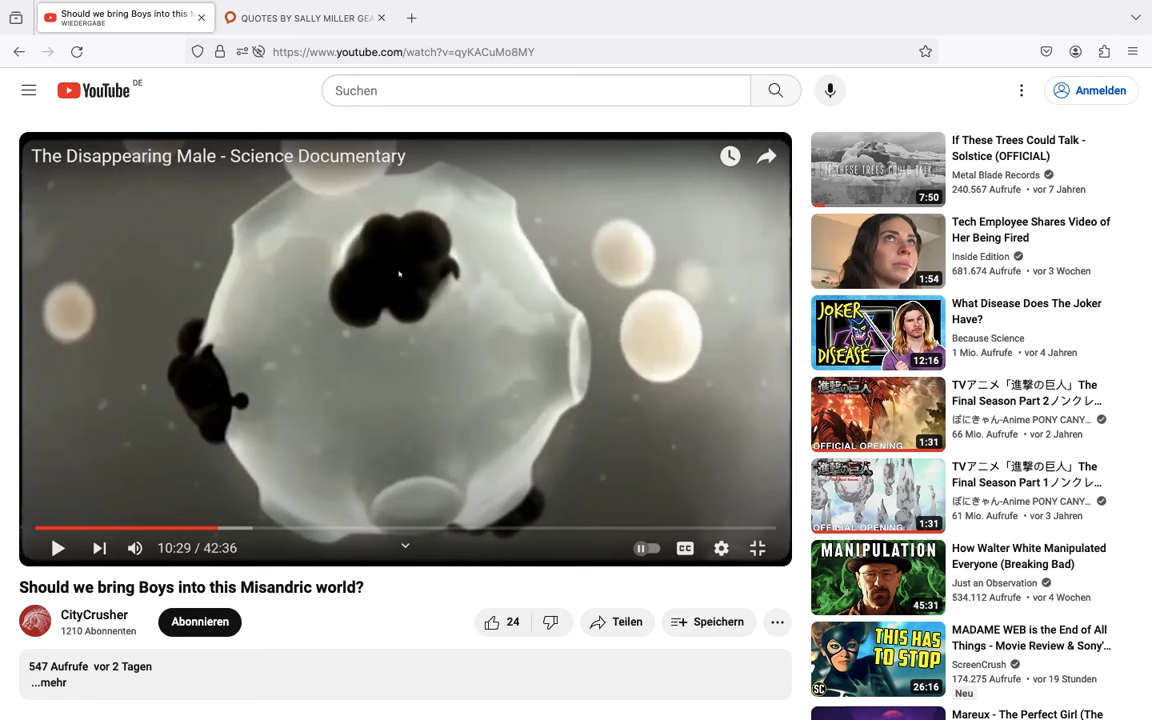 Should we bring Boys into this M
WIEDERGABE
QUOTES BY SALLY MILLER GEA
https://www.youtube.com/watch?v=qyKACuMo8MY
YouTube DE
Suchen
Anmelden
The Disappearing Male - Science Documentary
10:29 / 42:36
CC
Should we bring Boys into this Misandric world?
CityCrusher
1210 Abonnenten
Abonnieren
24
Teilen
Speichern
547 Aufrufe vor 2 Tagen
...mehr
IF THESE TREES COULD TALK
7:50
If These Trees Could Talk -
Solstice (OFFICIAL)
Metal Blade Records
240.567 Aufrufe • vor 7 Jahren
1:54
Tech Employee Shares Video of
Her Being Fired
Inside Edition
681.674 Aufrufe • vor 3 Wochen
JOKER
DISEASE
12:16
What Disease Does The Joker
Have?
Because Science
1 Mio. Aufrufe • vor 4 Jahren
進撃の巨人
OFFICIAL OPENING
1:31
TVアニメ「進撃の巨人」The
Final Season Part 2ノンクレ...
ぽにきゃん-Anime PONY CANY...
66 Mio. Aufrufe • vor 2 Jahren
進撃の巨人
OFFICIAL OPENING
1:31
TVアニメ「進撃の巨人」The
Final Season Part 1ノンクレ...
ぽにきゃん-Anime PONY CANY...
61 Mio. Aufrufe • vor 3 Jahren
MANIPULATION
45:31
How Walter White Manipulated
Everyone (Breaking Bad)
Just an Observation
534.112 Aufrufe • vor 4 Wochen
THIS HAS
TO STOP
SC
26:16
MADAME WEB is the End of All
Things - Movie Review & Sony'...
ScreenCrush
174.275 Aufrufe • vor 19 Stunden
Neu
Mareux - The Perfect Girl (The